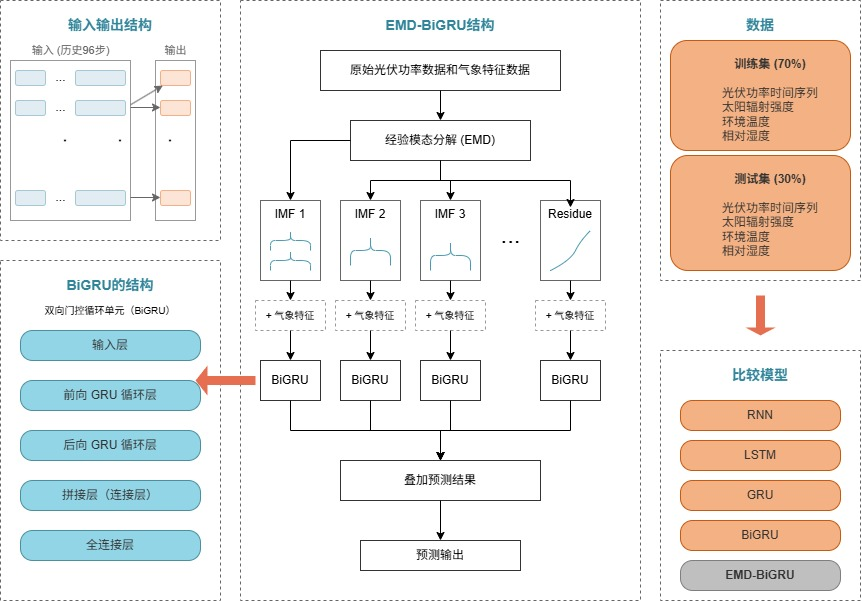 输入输出结构
输入 (历史96步)
输出
...
...
...
BiGRU的结构
双向门控循环单元（BiGRU）
输入层
前向 GRU 循环层
后向 GRU 循环层
拼接层（连接层）
全连接层
EMD-BiGRU结构
原始光伏功率数据和气象特征数据
经验模态分解 (EMD)
IMF 1
IMF 2
IMF 3
...
Residue
+ 气象特征
+ 气象特征
+ 气象特征
+ 气象特征
BiGRU
BiGRU
BiGRU
BiGRU
叠加预测结果
预测输出
数据
训练集 (70%)
光伏功率时间序列
太阳辐射强度
环境温度
相对湿度
测试集 (30%)
光伏功率时间序列
太阳辐射强度
环境温度
相对湿度
比较模型
RNN
LSTM
GRU
BiGRU
EMD-BiGRU